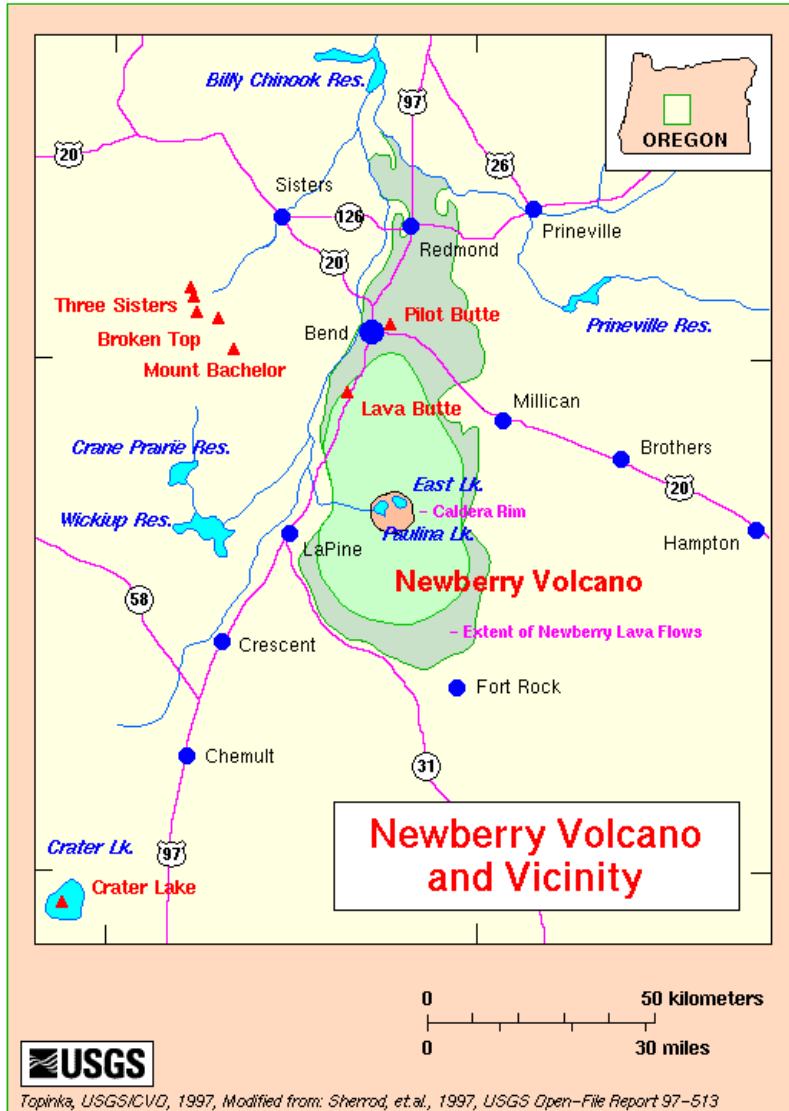 Billy Chinook Res.
97
20
26
OREGON
Sisters
126
Prineville
Redmond
20
Three Sisters
Prineville Res.
Pilot Butte
Broken Top
Bend
Mount Bachelor
Lava Butte
Millican
Crane Prairie Res.
Brothers
East Lk.
20
Wickiup Res.
– Caldera Rim
Paulina Lk.
Hampton
LaPine
Newberry Volcano
58
– Extent of Newberry Lava Flows
Crescent
Fort Rock
Chemult
31
Newberry Volcano
and Vicinity
Crater Lk.
97
Crater Lake
0 50 kilometers
0 30 miles
USGS
Topinka, USGS/CVO, 1997, Modified from: Sherrod, et.al., 1997, USGS Open-File Report 97-513